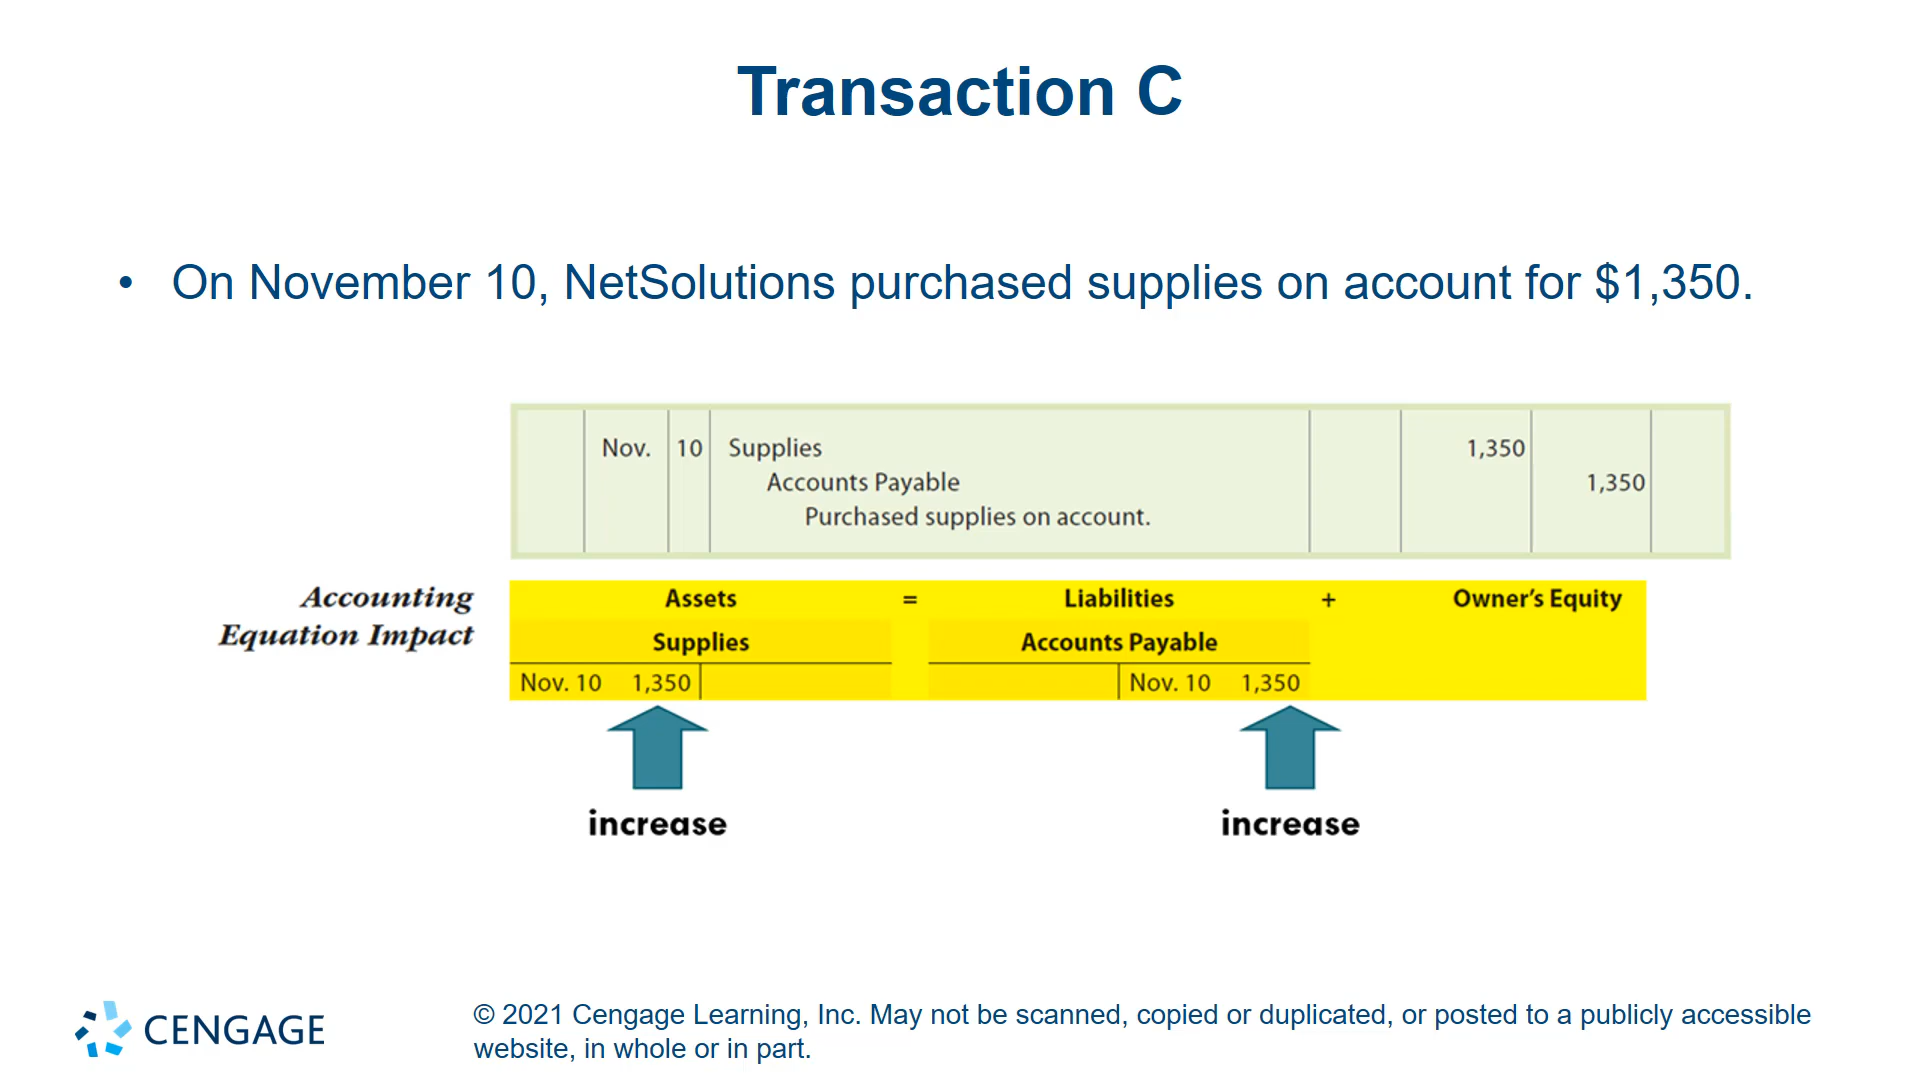 Transaction C
• On November 10, NetSolutions purchased supplies on account for $1,350.
Nov. 10 Supplies 1,350
Accounts Payable 1,350
Purchased supplies on account.
Accounting
Equation Impact
Assets = Liabilities + Owner’s Equity
Supplies Accounts Payable
Nov. 10 1,350 Nov. 10 1,350
increase increase
CENGAGE
© 2021 Cengage Learning, Inc. May not be scanned, copied or duplicated, or posted to a publicly accessible
website, in whole or in part.